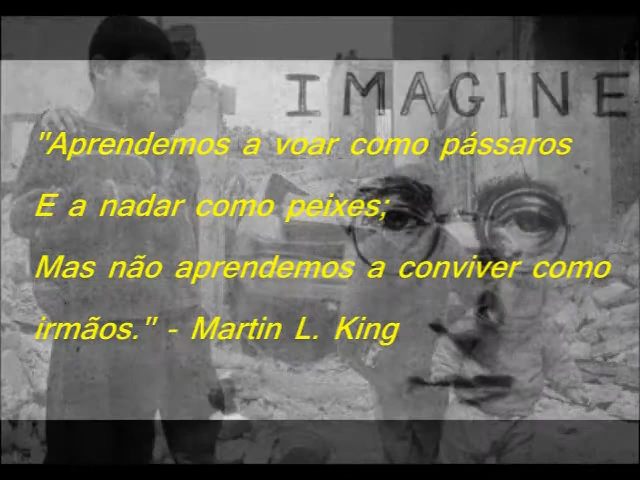 IMAGINE
"Aprendemos a voar como pássaros
E a nadar como peixes;
Mas não aprendemos a conviver como
irmãos." - Martin L. King